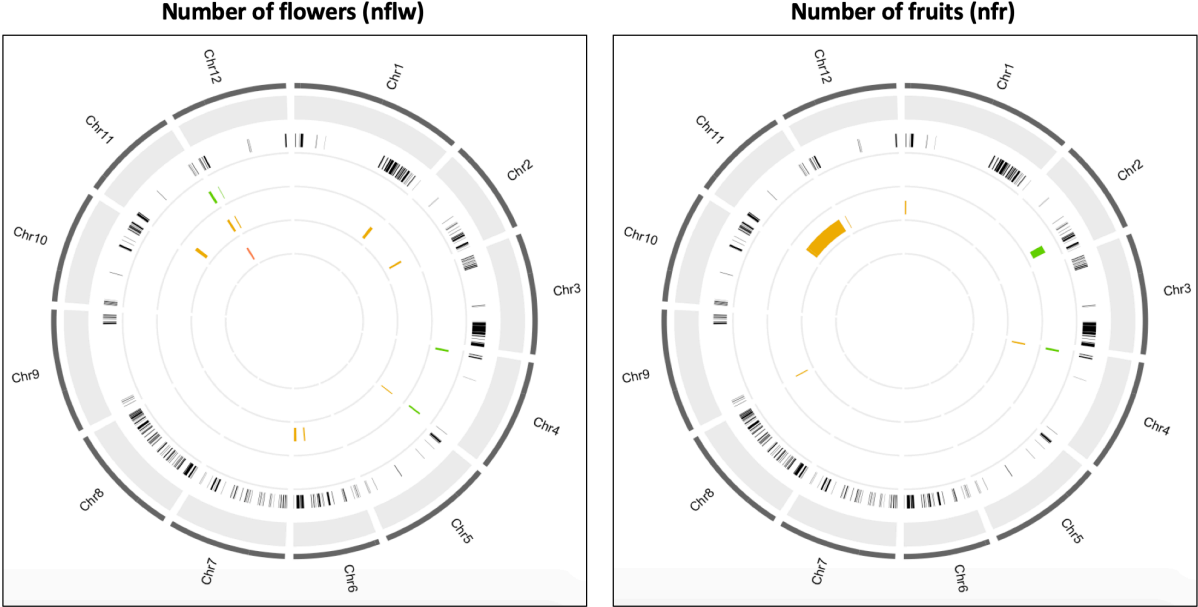 Number of flowers (nflw)
Chr1
Chr2
Chr3
Chr4
Chr5
Chr6
Chr7
Chr8
Chr9
Chr10
Chr11
Chr12
Number of fruits (nfr)
Chr1
Chr2
Chr3
Chr4
Chr5
Chr6
Chr7
Chr8
Chr9
Chr10
Chr11
Chr12